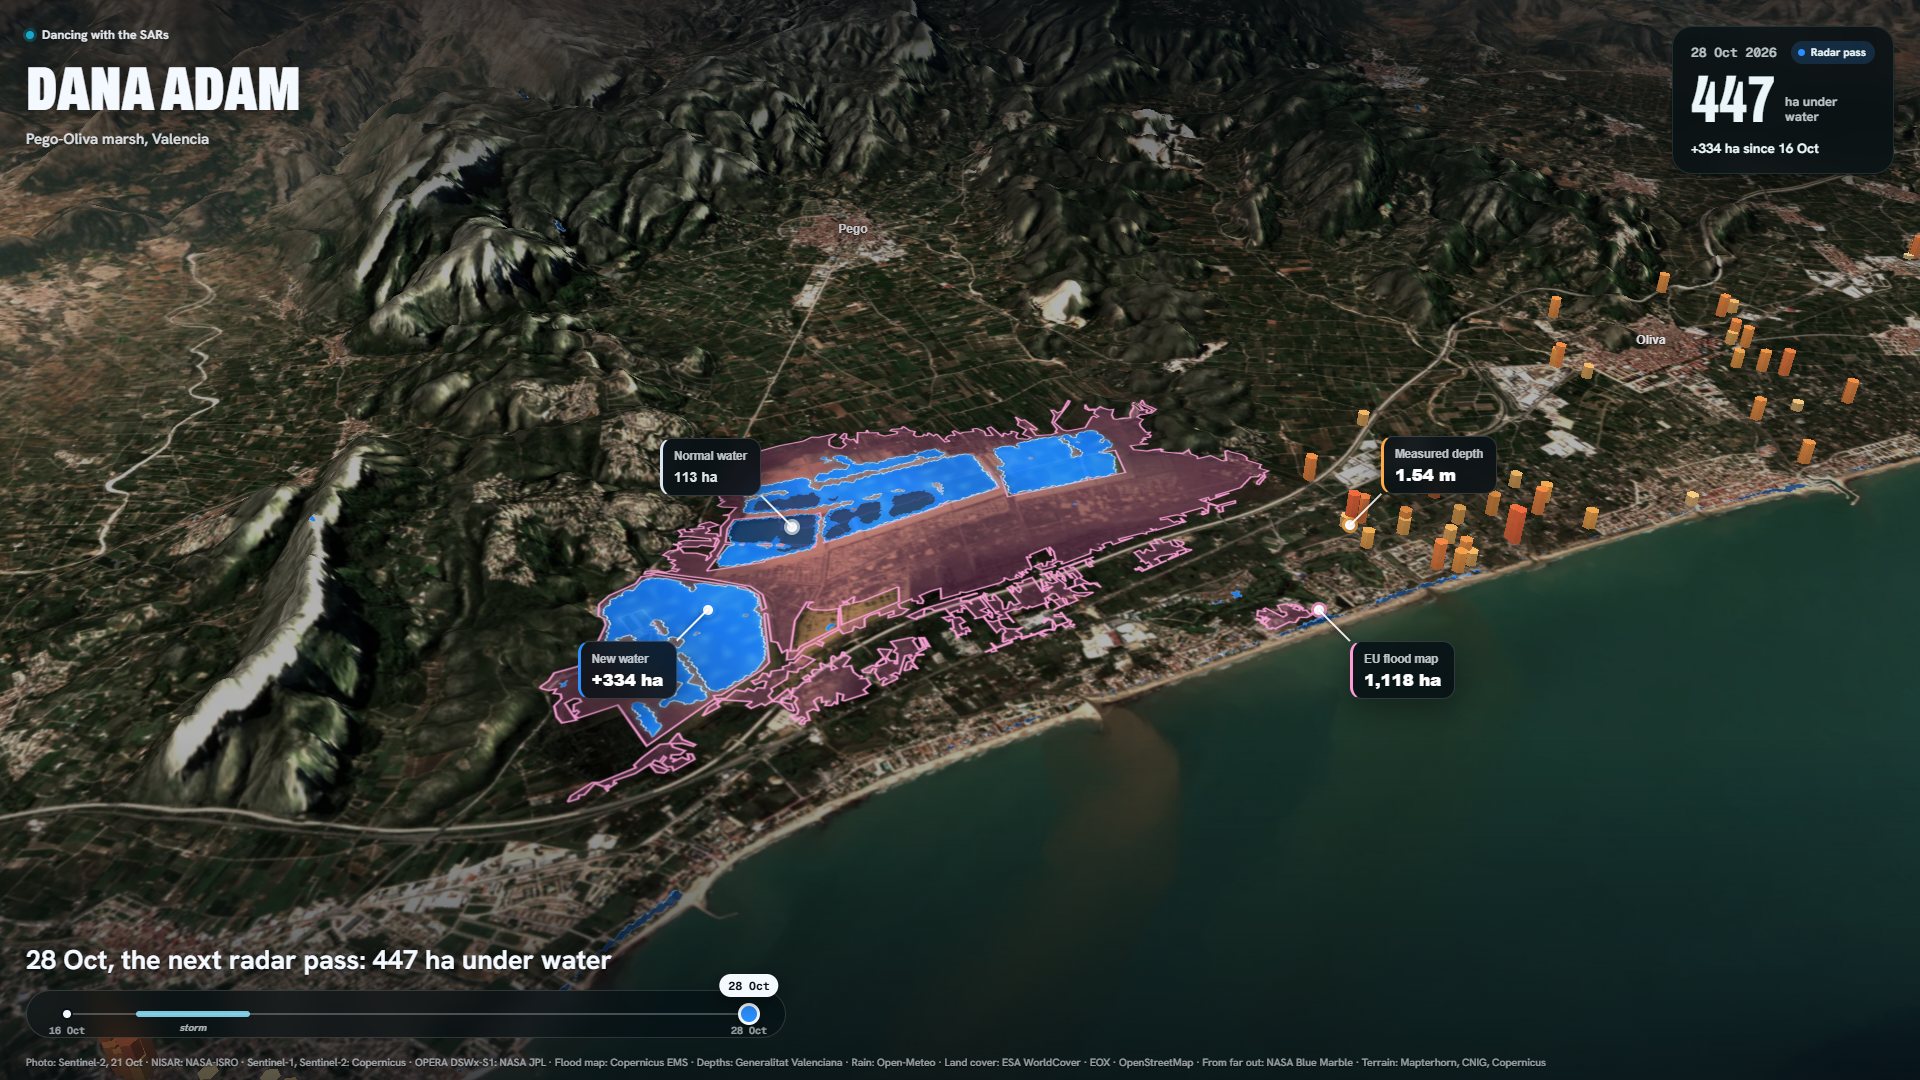 Dancing with the SARs
DANA ADAM
Pego-Oliva marsh, Valencia
28 Oct 2026
Radar pass
447 ha under water
+334 ha since 16 Oct
Pego
Oliva
Normal water
113 ha
Measured depth
1.54 m
New water
+334 ha
EU flood map
1,118 ha
28 Oct, the next radar pass: 447 ha under water
28 Oct
16 Oct
storm
28 Oct
Photo: Sentinel-2, 21 Oct · NISAR: NASA-ISRO · Sentinel-1, Sentinel-2: Copernicus · OPERA DSWx-S1: NASA JPL · Flood map: Copernicus EMS · Depths: Generalitat Valenciana · Rain: Open-Meteo · Land cover: ESA WorldCover · EOX · OpenStreetMap · From far out: NASA Blue Marble · Terrain: Mapterhorn, CNIG, Copernicus